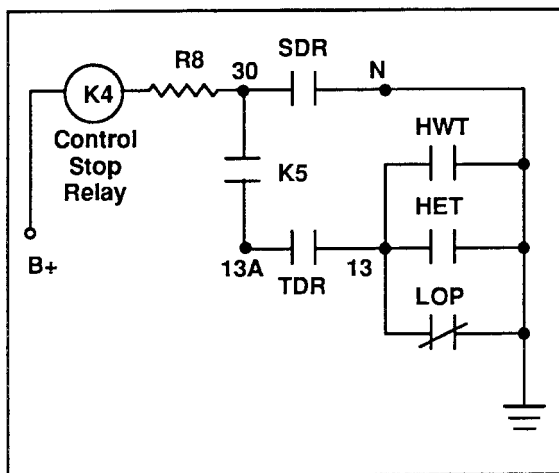 R8
30
SDR
N
K4
Control
Stop
Relay
HWT
K5
HET
B+
13A
TDR
13
LOP